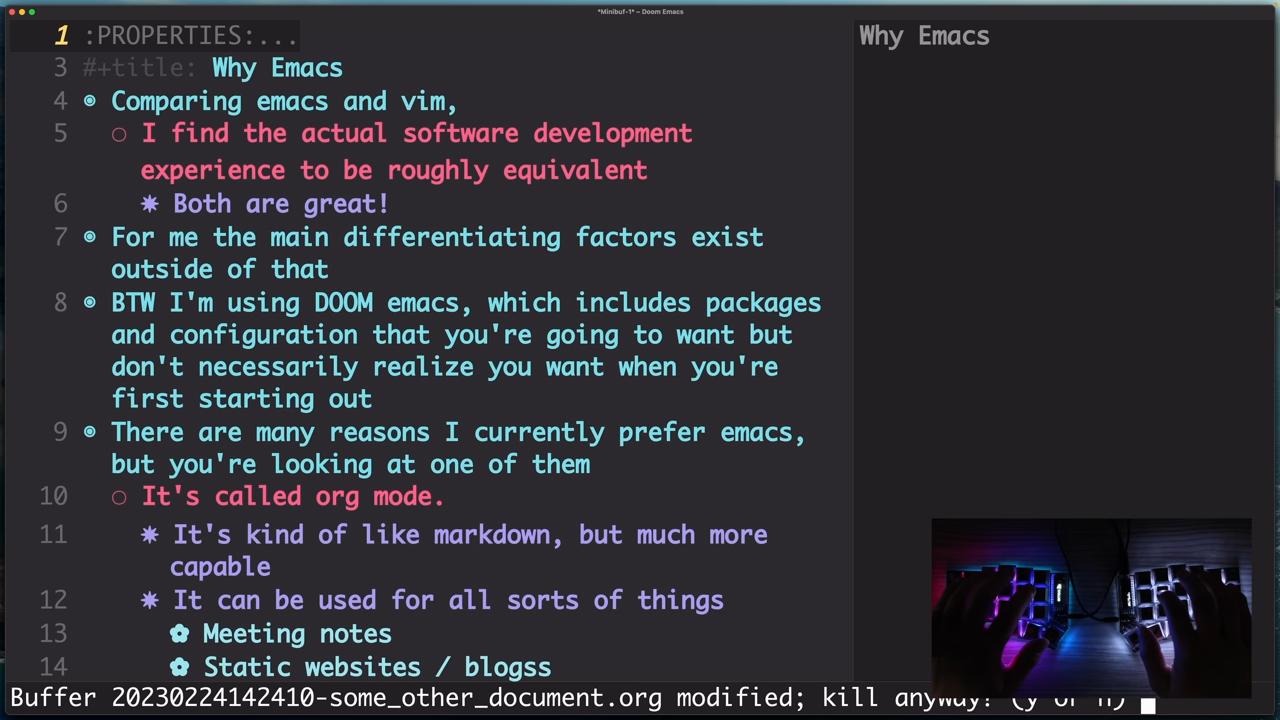 *Minibuf-1* – Doom Emacs
1 :PROPERTIES:...
Why Emacs
3 #+title: Why Emacs
4 Comparing emacs and vim,
5 I find the actual software development
experience to be roughly equivalent
6 Both are great!
7 For me the main differentiating factors exist
outside of that
8 BTW I'm using DOOM emacs, which includes packages
and configuration that you're going to want but
don't necessarily realize you want when you're
first starting out
9 There are many reasons I currently prefer emacs,
but you're looking at one of them
10 It's called org mode.
11 It's kind of like markdown, but much more
capable
12 It can be used for all sorts of things
13 Meeting notes
14 Static websites / blogss
Buffer 20230224142410-some_other_document.org modified; kill anyway? (y or n)